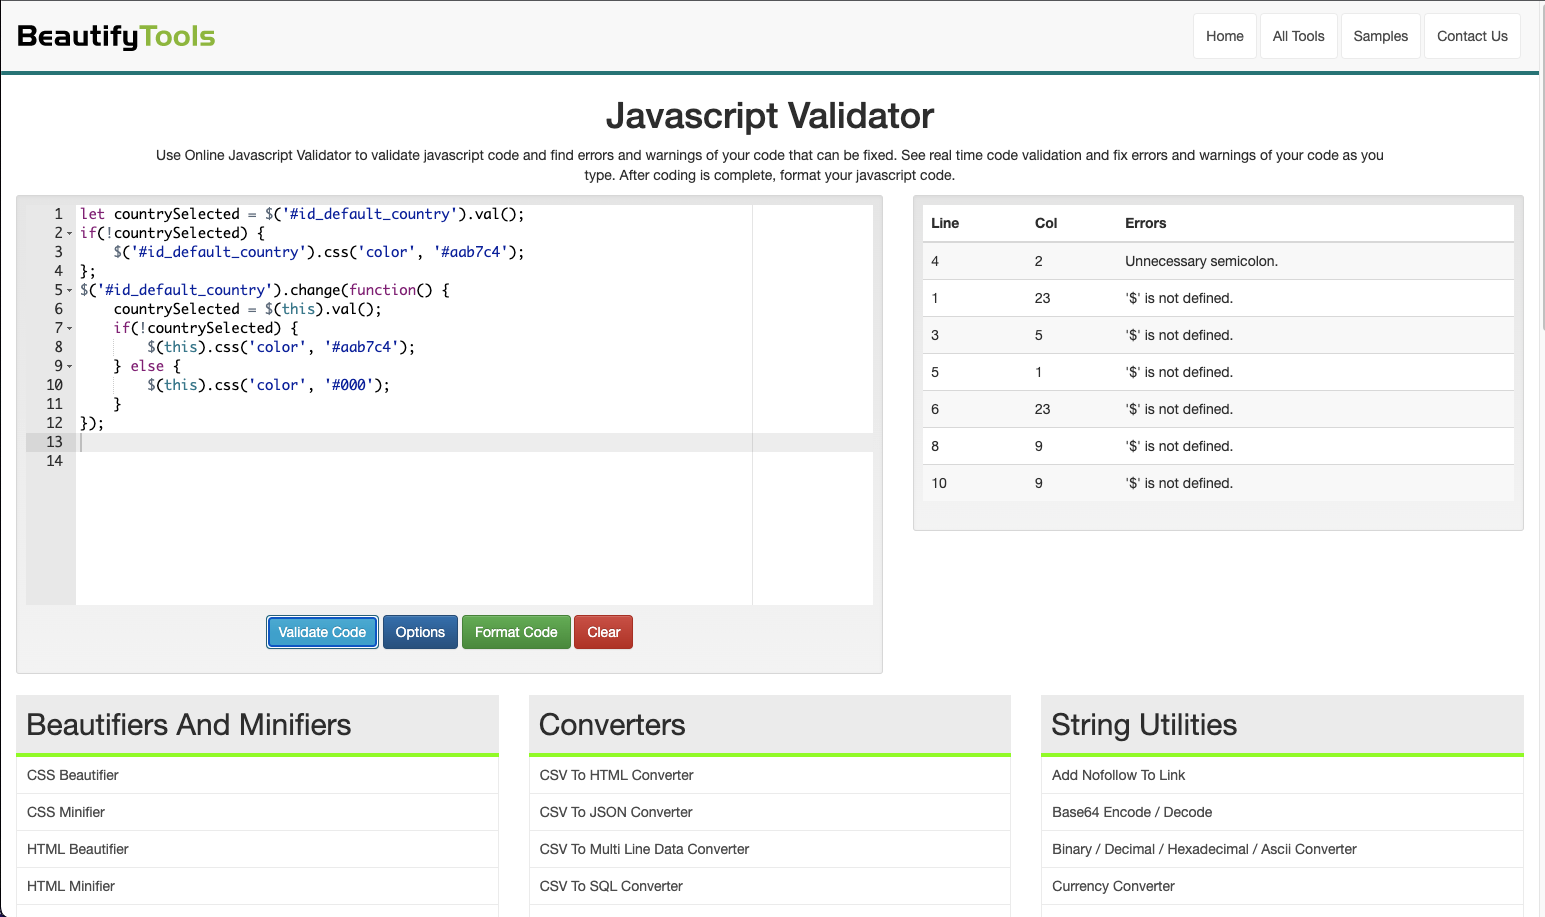 BeautifyTools
Home
All Tools
Samples
Contact Us
Javascript Validator
Use Online Javascript Validator to validate javascript code and find errors and warnings of your code that can be fixed. See real time code validation and fix errors and warnings of your code as you
type. After coding is complete, format your javascript code.
1 let countrySelected = $('#id_default_country').val();
2 if(!countrySelected) {
3     $('#id_default_country').css('color', '#aab7c4');
4 };
5 $('#id_default_country').change(function() {
6     countrySelected = $(this).val();
7     if(!countrySelected) {
8         $(this).css('color', '#aab7c4');
9     } else {
10         $(this).css('color', '#000');
11     }
12 });
13
14
Validate Code
Options
Format Code
Clear
Line Col Errors
4 2 Unnecessary semicolon.
1 23 '$' is not defined.
3 5 '$' is not defined.
5 1 '$' is not defined.
6 23 '$' is not defined.
8 9 '$' is not defined.
10 9 '$' is not defined.
Beautifiers And Minifiers
CSS Beautifier
CSS Minifier
HTML Beautifier
HTML Minifier
Converters
CSV To HTML Converter
CSV To JSON Converter
CSV To Multi Line Data Converter
CSV To SQL Converter
String Utilities
Add Nofollow To Link
Base64 Encode / Decode
Binary / Decimal / Hexadecimal / Ascii Converter
Currency Converter